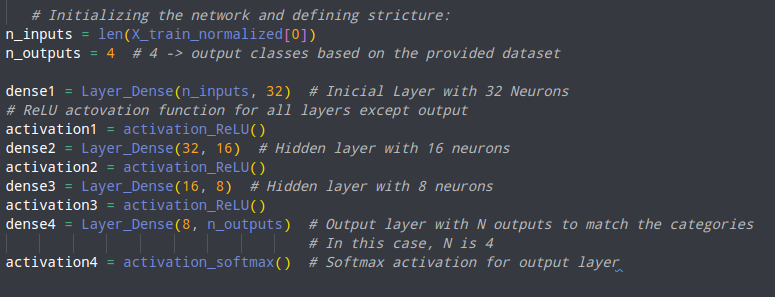 # Initializing the network and defining stricture:
n_inputs = len(X_train_normalized[0])
n_outputs = 4  # 4 -> output classes based on the provided dataset

dense1 = Layer_Dense(n_inputs, 32)  # Inicial Layer with 32 Neurons
# ReLU actovation function for all layers except output
activation1 = activation_ReLU()
dense2 = Layer_Dense(32, 16)  # Hidden layer with 16 neurons
activation2 = activation_ReLU()
dense3 = Layer_Dense(16, 8)  # Hidden layer with 8 neurons
activation3 = activation_ReLU()
dense4 = Layer_Dense(8, n_outputs)  # Output layer with N outputs to match the categories
# In this case, N is 4
activation4 = activation_softmax()  # Softmax activation for output layer